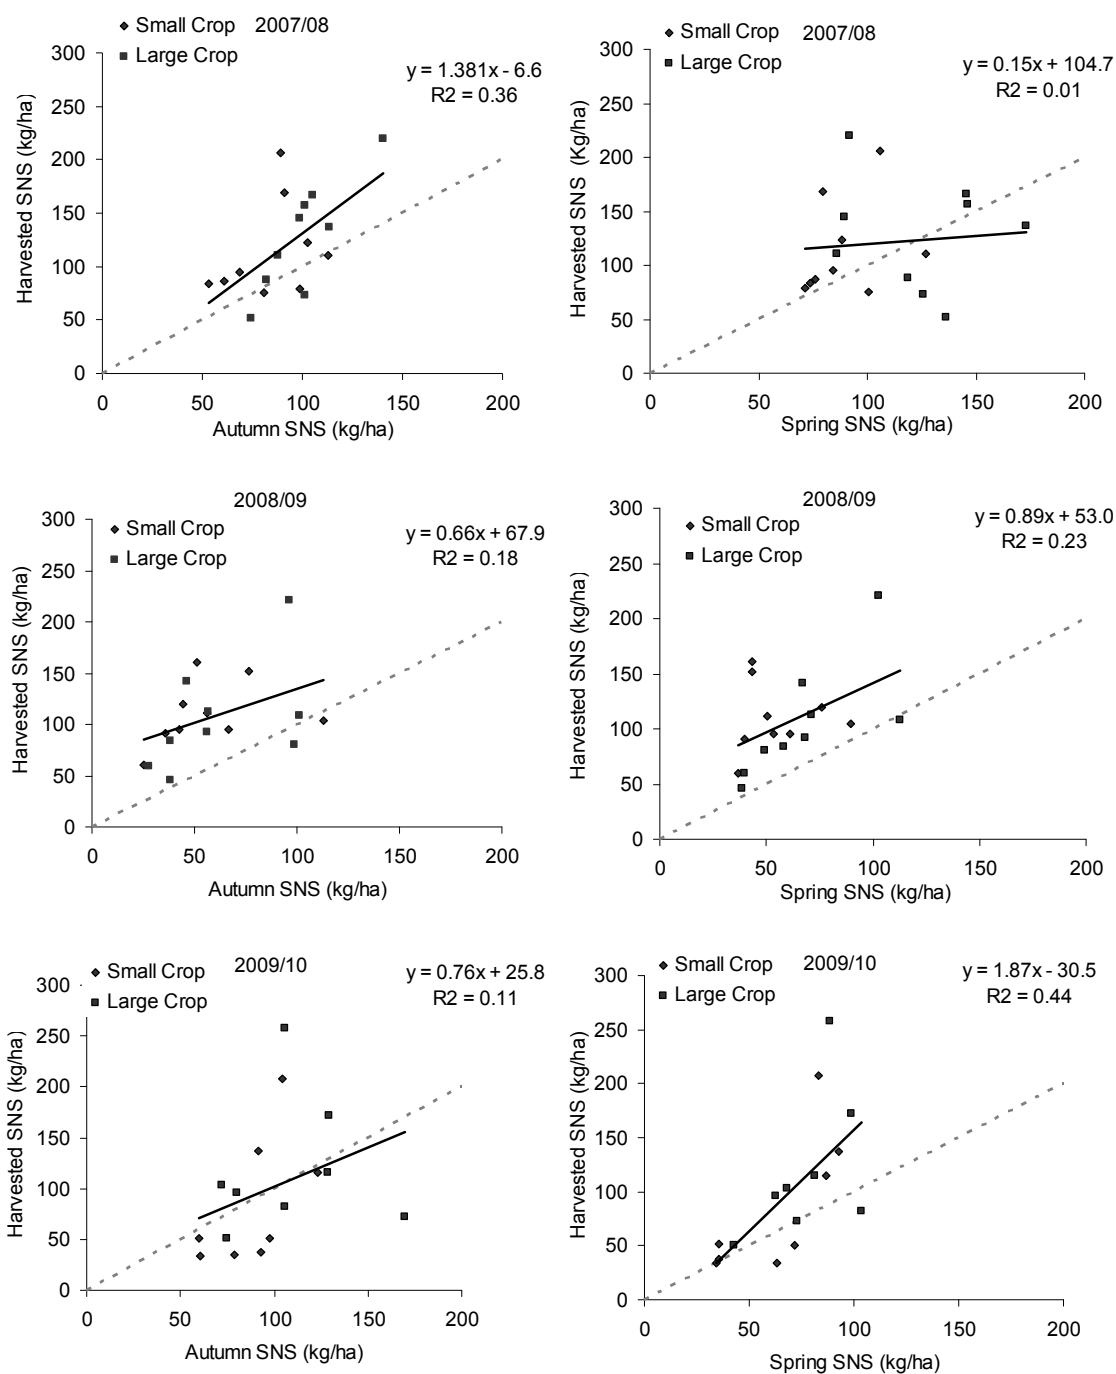 Small Crop 2007/08
Large Crop
y = 1.381x - 6.6
R2 = 0.36
Harvested SNS (kg/ha)
300
250
200
150
100
50
0
0 50 100 150 200
Autumn SNS (kg/ha)
Small Crop 2007/08
Large Crop
y = 0.15x + 104.7
R2 = 0.01
Harvested SNS (Kg/ha)
300
250
200
150
100
50
0
0 50 100 150 200
Spring SNS (kg/ha)
2008/09
Small Crop
Large Crop
y = 0.66x + 67.9
R2 = 0.18
Harvested SNS (kg/ha)
300
250
200
150
100
50
0
0 50 100 150 200
Autumn SNS (kg/ha)
2008/09
Small Crop
Large Crop
y = 0.89x + 53.0
R2 = 0.23
Harvested SNS (kg/ha)
300
250
200
150
100
50
0
0 50 100 150 200
Spring SNS (kg/ha)
Small Crop 2009/10
Large Crop
y = 0.76x + 25.8
R2 = 0.11
Harvested SNS (kg/ha)
300
250
200
150
100
50
0
0 50 100 150 200
Autumn SNS (kg/ha)
Small Crop 2009/10
Large Crop
y = 1.87x - 30.5
R2 = 0.44
Harvested SNS (kg/ha)
300
250
200
150
100
50
0
0 50 100 150 200
Spring SNS (kg/ha)